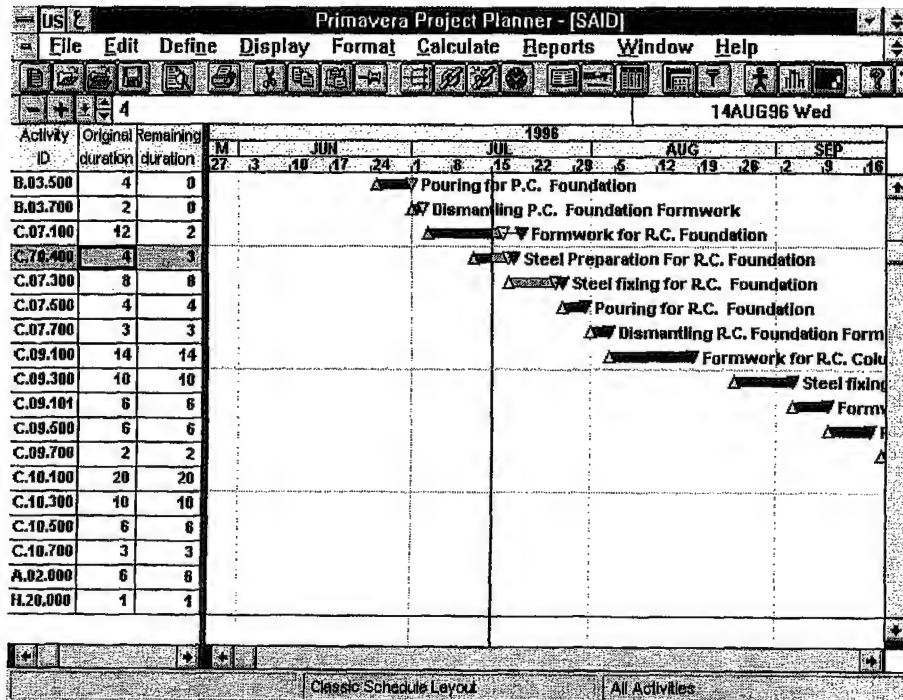 US Primavera Project Planner - [SAID]
File Edit Define Display Format Calculate Reports Window Help
4 14AUG96 Wed
Activity ID Original duration Remaining duration 1996
M JUN JUL AUG SEP
27 3 10 17 24 1 8 15 22 29 5 12 19 26 2 9 16
B.03.500 4 0 Pouring for P.C. Foundation
B.03.700 2 0 Dismantling P.C. Foundation Formwork
C.07.100 12 2 Formwork for R.C. Foundation
C.70.400 4 3 Steel Preparation For R.C. Foundation
C.07.300 8 8 Steel fixing for R.C. Foundation
C.07.500 4 4 Pouring for R.C. Foundation
C.07.700 3 3 Dismantling R.C. Foundation Form
C.09.100 14 14 Formwork for R.C. Colu
C.09.300 10 10 Steel fixing
C.09.101 6 6 Formw
C.09.500 6 6
C.09.700 2 2
C.10.100 20 20
C.10.300 10 10
C.10.500 6 6
C.10.700 3 3
A.02.000 6 6
H.20.000 1 1
Classic Schedule Layout All Activities